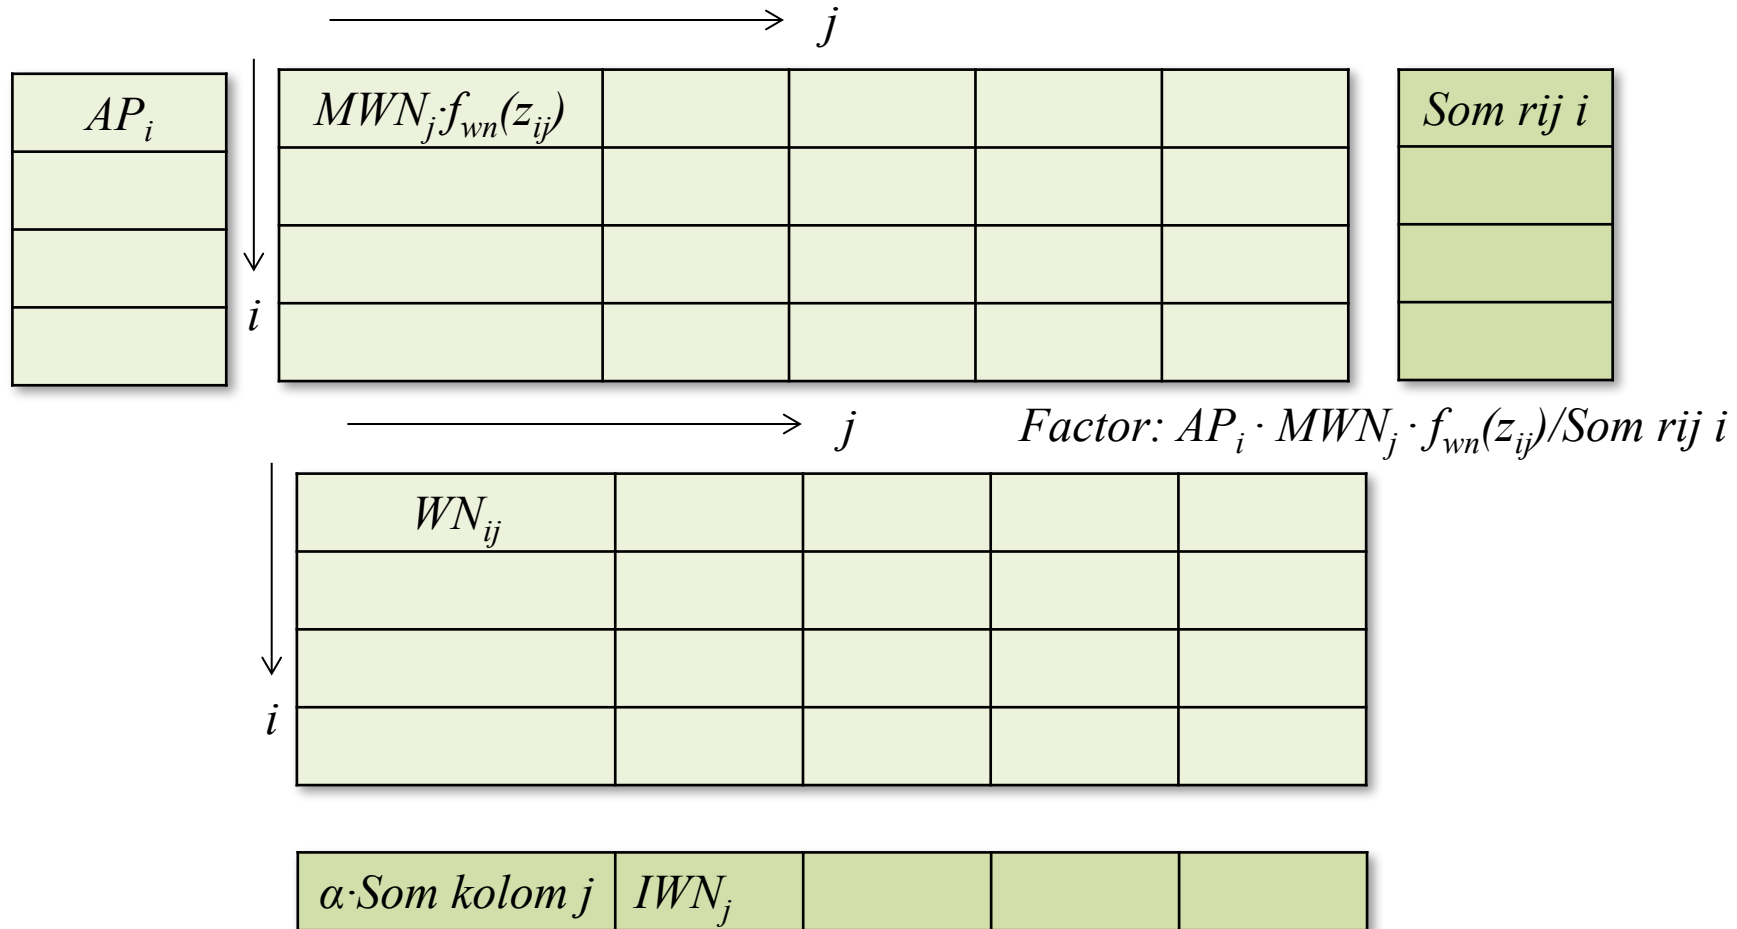 j
AP_i
MWN_j·f_wn(z_ij)
Som rij i
i
j
Factor: AP_i · MWN_j · f_wn(z_ij)/Som rij i
WN_ij
i
α·Som kolom j
IWN_j